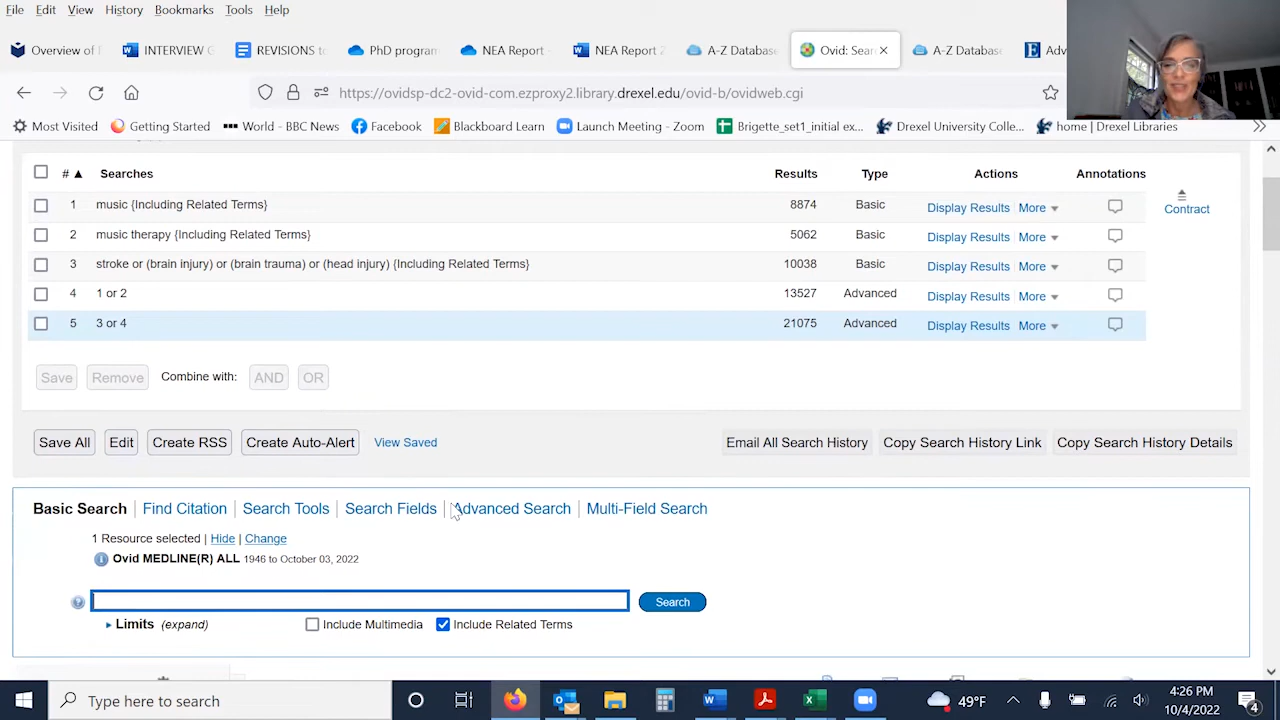 File Edit View History Bookmarks Tools Help
Overview of INTERVIEW REVISIONS to PhD program NEA Report NEA Report 2 A-Z Database Ovid: Sear A-Z Database Adv
https://ovidsp-dc2-ovid-com.ezproxy2.library.drexel.edu/ovid-b/ovidweb.cgi
Most Visited Getting Started World - BBC News Facebook Blackboard Learn Launch Meeting - Zoom Brigette_set1_initial ex... Drexel University Colle... home | Drexel Libraries
# ▲ Searches Results Type Actions Annotations
1 music {Including Related Terms} 8874 Basic Display Results More
Contract
2 music therapy {Including Related Terms} 5062 Basic Display Results More
3 stroke or (brain injury) or (brain trauma) or (head injury) {Including Related Terms} 10038 Basic Display Results More
4 1 or 2 13527 Advanced Display Results More
5 3 or 4 21075 Advanced Display Results More
Save Remove Combine with: AND OR
Save All Edit Create RSS Create Auto-Alert View Saved Email All Search History Copy Search History Link Copy Search History Details
Basic Search | Find Citation | Search Tools | Search Fields | Advanced Search | Multi-Field Search
1 Resource selected | Hide | Change
Ovid MEDLINE(R) ALL 1946 to October 03, 2022
Search
Limits (expand) Include Multimedia Include Related Terms
Type here to search 49°F 4:26 PM
10/4/2022 4